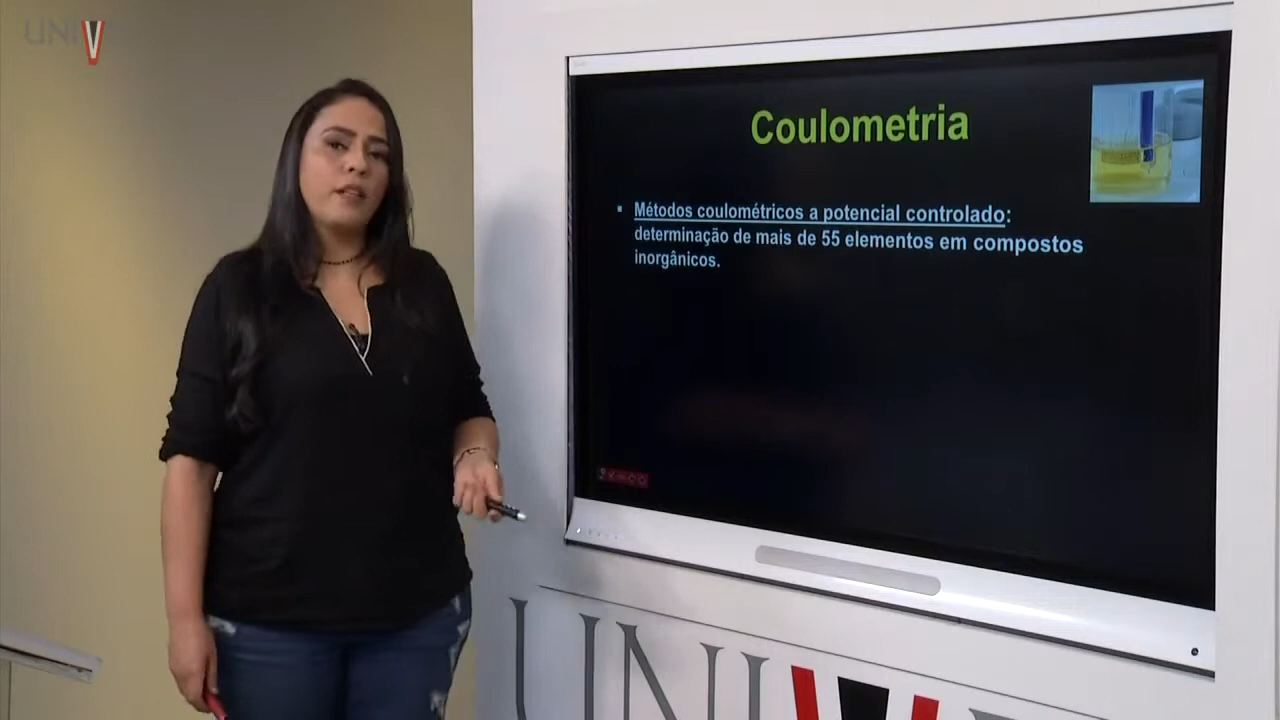 UNIV
Coulometria
▪ Métodos coulométricos a potencial controlado:
determinação de mais de 55 elementos em compostos
inorgânicos.
UNIV